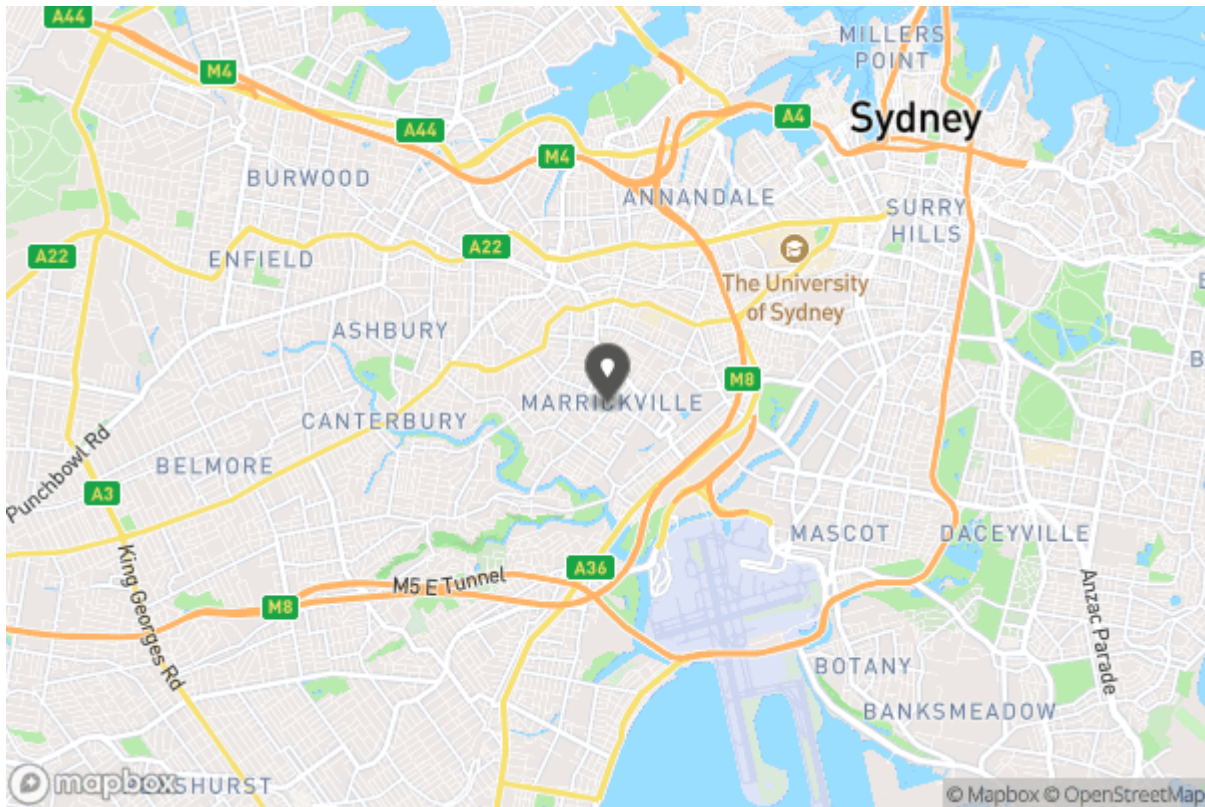 A44
M4
MILLERS
POINT
Sydney
A4
A44
M4
BURWOOD
ANNANDALE
SURRY
HILLS
A22
A22
ENFIELD
The University
of Sydney
ASHBURY
M8
MARRICKVILLE
CANTERBURY
Punchbowl Rd
BELMORE
A3
MASCOT
DACEYVILLE
King Georges Rd
A36
M5 E Tunnel
M8
Anzac Parade
BOTANY
BANKSMEADOW
mapbox
© Mapbox © OpenStreetMap